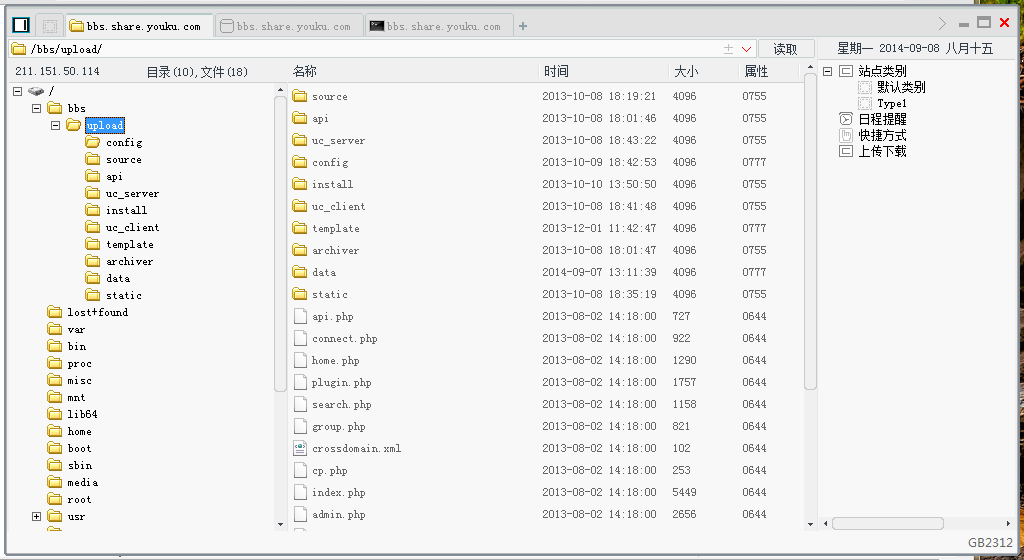 bbs.share.youku.com bbs.share.youku.com bbs.share.youku.com +
/bbs/upload/ 读取 星期一 2014-09-08 八月十五
211.151.50.114 目录(10),文件(18) 名称 时间 大小 属性
/
bbs
upload
config
source
api
uc_server
install
uc_client
template
archiver
data
static
lost+found
var
bin
proc
misc
mnt
lib64
home
boot
sbin
media
root
usr
source 2013-10-08 18:19:21 4096 0755
api 2013-10-08 18:01:46 4096 0755
uc_server 2013-10-08 18:43:22 4096 0755
config 2013-10-09 18:42:53 4096 0777
install 2013-10-10 13:50:50 4096 0755
uc_client 2013-10-08 18:41:48 4096 0755
template 2013-12-01 11:42:47 4096 0777
archiver 2013-10-08 18:01:47 4096 0755
data 2014-09-07 13:11:39 4096 0777
static 2013-10-08 18:35:19 4096 0755
api.php 2013-08-02 14:18:00 727 0644
connect.php 2013-08-02 14:18:00 922 0644
home.php 2013-08-02 14:18:00 1290 0644
plugin.php 2013-08-02 14:18:00 1757 0644
search.php 2013-08-02 14:18:00 1158 0644
group.php 2013-08-02 14:18:00 821 0644
crossdomain.xml 2013-08-02 14:18:00 102 0644
cp.php 2013-08-02 14:18:00 253 0644
index.php 2013-08-02 14:18:00 5449 0644
admin.php 2013-08-02 14:18:00 2656 0644
站点类别
默认类别
Type1
日程提醒
快捷方式
上传下载
GB2312